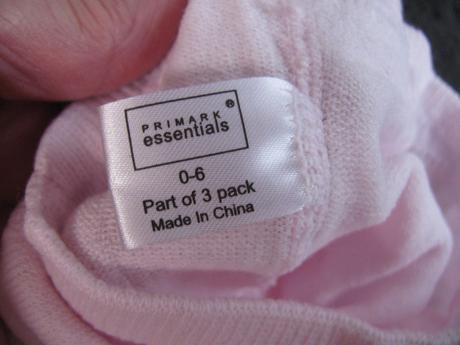 PRIMARK®
essentials
0-6
Part of 3 pack
Made In China